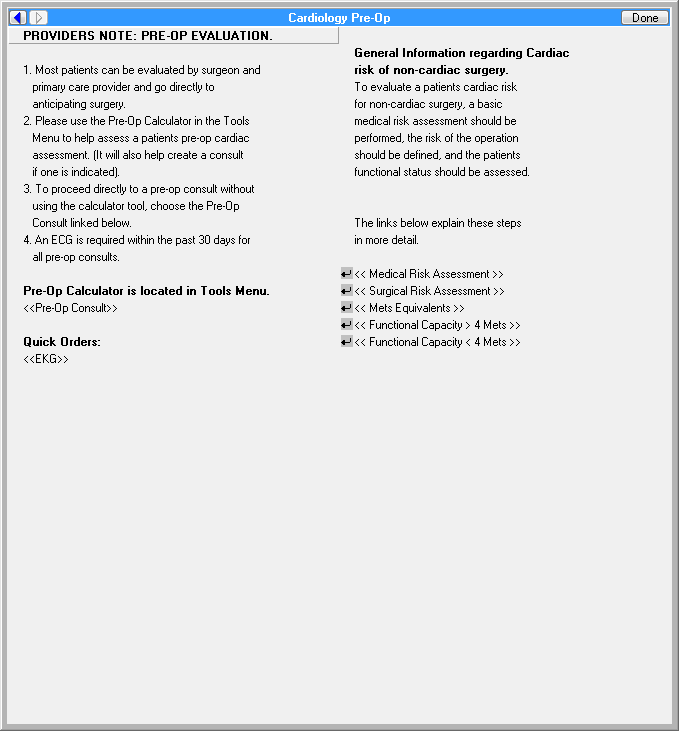 Cardiology Pre-Op
Done
PROVIDERS NOTE: PRE-OP EVALUATION.
1. Most patients can be evaluated by surgeon and
primary care provider and go directly to
anticipating surgery.
2. Please use the Pre-Op Calculator in the Tools
Menu to help assess a patients pre-op cardiac
assessment. (It will also help create a consult
if one is indicated).
3. To proceed directly to a pre-op consult without
using the calculator tool, choose the Pre-Op
Consult linked below.
4. An ECG is required within the past 30 days for
all pre-op consults.
Pre-Op Calculator is located in Tools Menu.
<<Pre-Op Consult>>
Quick Orders:
<<EKG>>
General Information regarding Cardiac
risk of non-cardiac surgery.
To evaluate a patients cardiac risk
for non-cardiac surgery, a basic
medical risk assessment should be
performed, the risk of the operation
should be defined, and the patients
functional status should be assessed.
The links below explain these steps
in more detail.
<< Medical Risk Assessment >>
<< Surgical Risk Assessment >>
<< Mets Equivalents >>
<< Functional Capacity > 4 Mets >>
<< Functional Capacity < 4 Mets >>